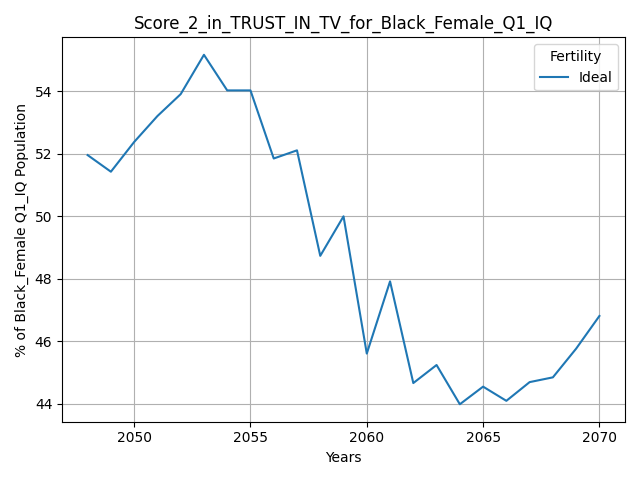 Score_2_in_TRUST_IN_TV_for_Black_Female_Q1_IQ
Fertility
Ideal
% of Black_Female Q1_IQ Population
54
52
50
48
46
44
2050
2055
2060
2065
2070
Years